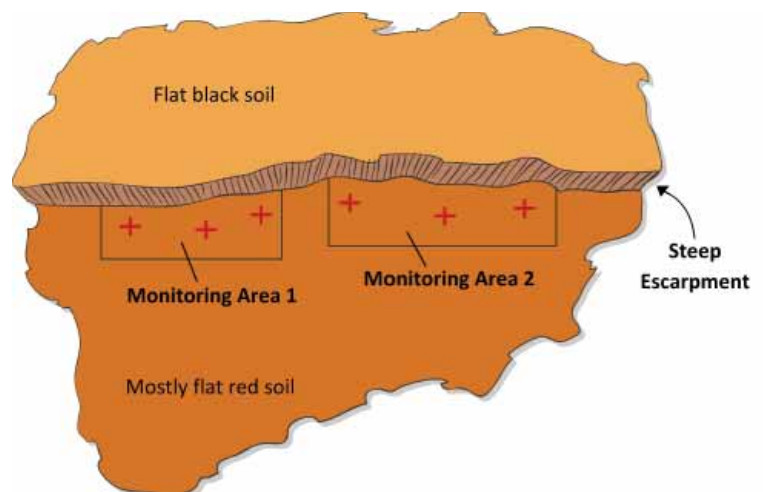 Flat black soil
Steep
Escarpment
Monitoring Area 1
Monitoring Area 2
Mostly flat red soil